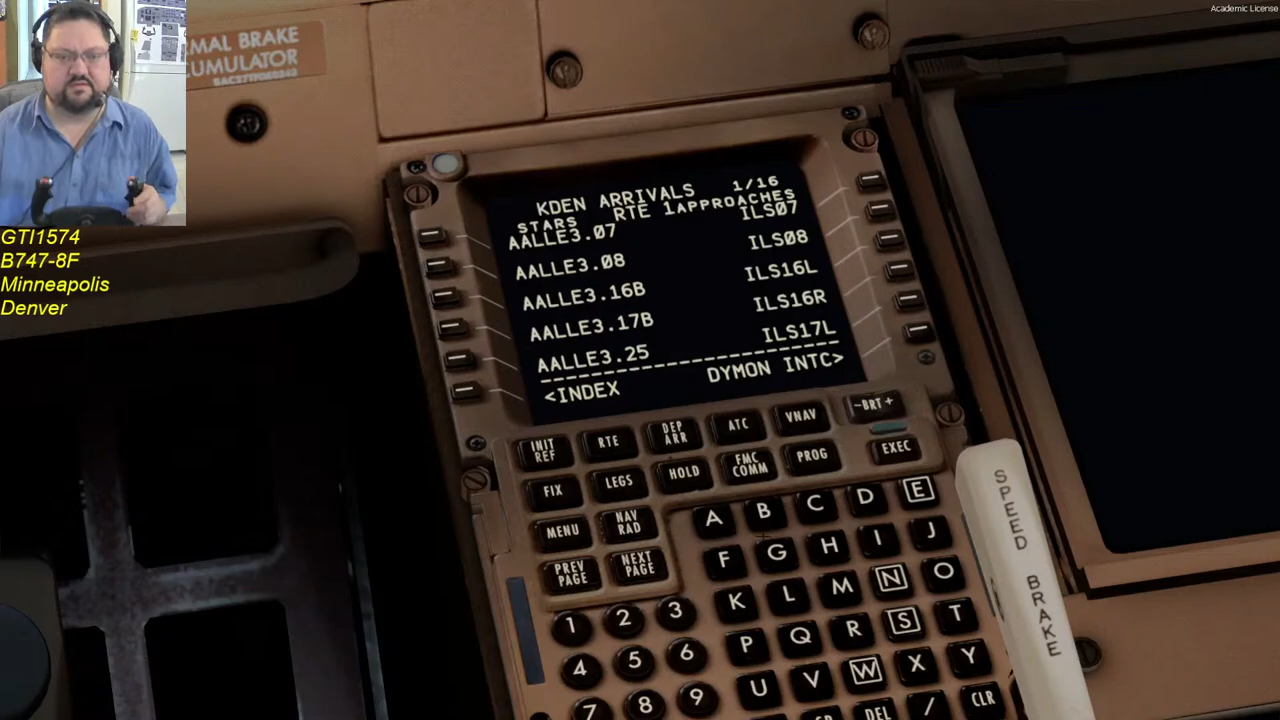 Academic License
MAL BRAKE
UMULATOR
GTI1574
B747-8F
Minneapolis
Denver
KDEN ARRIVALS 1/16
STARS RTE 1 APPROACHES
AALLE3.07 ILS07
AALLE3.08 ILS08
AALLE3.16B ILS16L
AALLE3.17B ILS16R
AALLE3.25 ILS17L
<INDEX DYMON INTC>
INIT REF
RTE
DEP ARR
ATC
VNAV
-BRT+
FIX
LEGS
HOLD
FMC COMM
PROG
EXEC
MENU
NAV RAD
PREV PAGE
NEXT PAGE
A B C D E
F G H I J
K L M N O
P Q R S T
U V W X Y
1 2 3
4 5 6
7 8 9
DEL / CLR
SPEED BRAKE